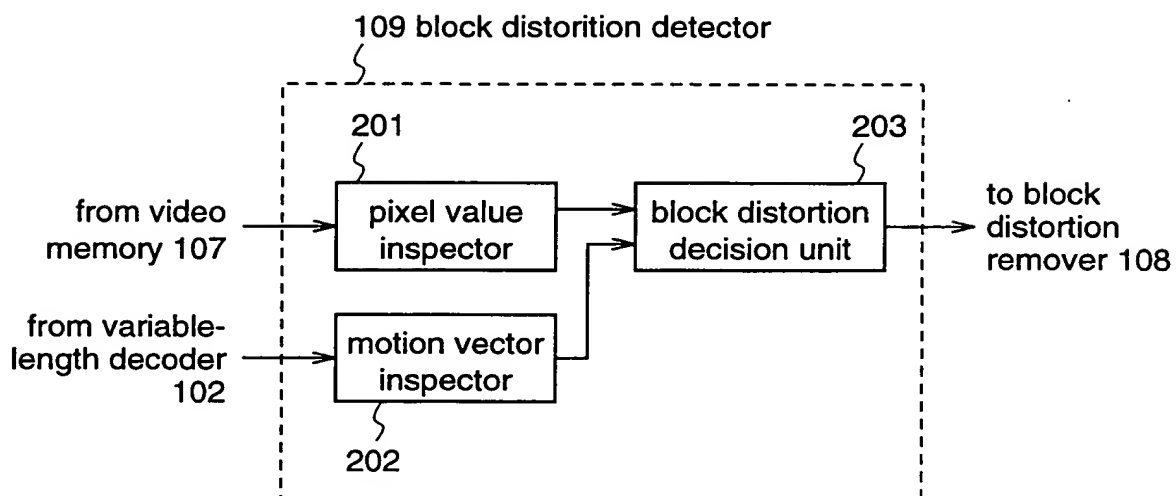 109 block distorition detector
201
203
from video
memory 107
pixel value
inspector
block distortion
decision unit
to block
distortion
remover 108
from variable-
length decoder
102
motion vector
inspector
202